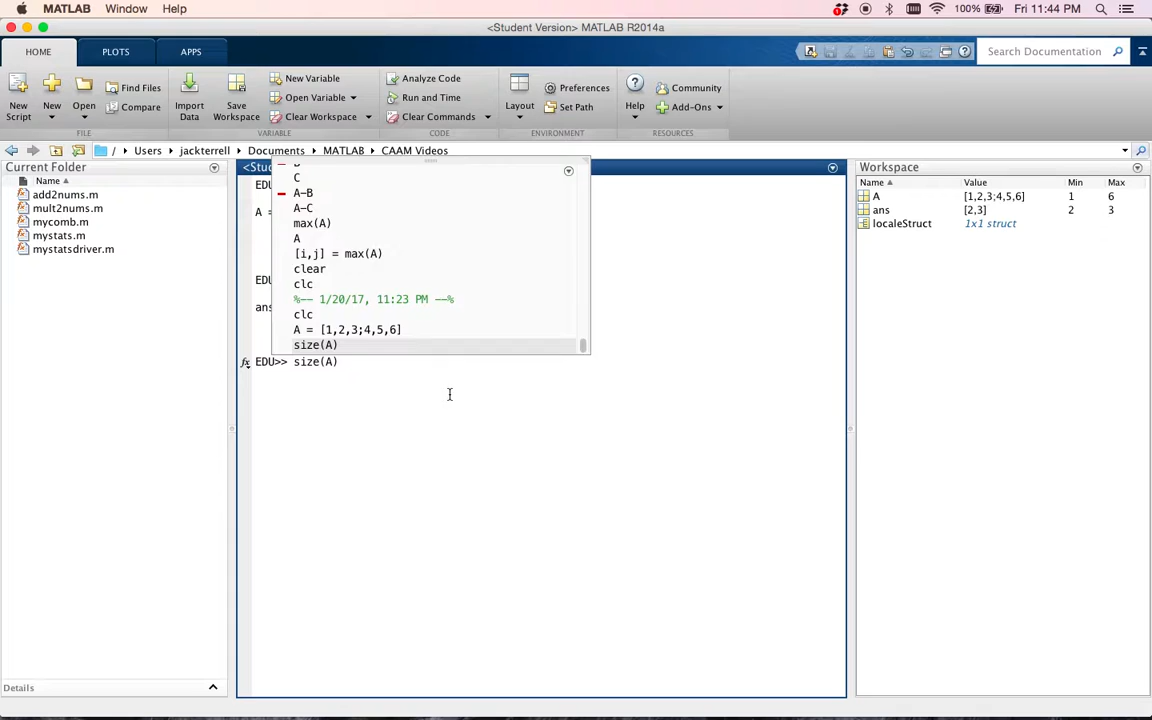 MATLAB Window Help 100% Fri 11:44 PM
<Student Version> MATLAB R2014a
HOME PLOTS APPS Search Documentation
New Script New Open Find Files Compare Import Data Save Workspace New Variable Open Variable Clear Workspace Analyze Code Run and Time Clear Commands Layout Preferences Set Path Help Community Add-Ons
FILE VARIABLE CODE ENVIRONMENT RESOURCES
/ Users jackterrell Documents MATLAB CAAM Videos
Current Folder
Name
add2nums.m
mult2nums.m
mycomb.m
mystats.m
mystatsdriver.m
Details
<Stu
EDU
A =
EDU
ans
C
A-B
A-C
max(A)
A
[i,j] = max(A)
clear
clc
%-- 1/20/17, 11:23 PM --%
clc
A = [1,2,3;4,5,6]
size(A)
fx EDU>> size(A)
Workspace
Name Value Min Max
A [1,2,3;4,5,6] 1 6
ans [2,3] 2 3
localeStruct 1x1 struct